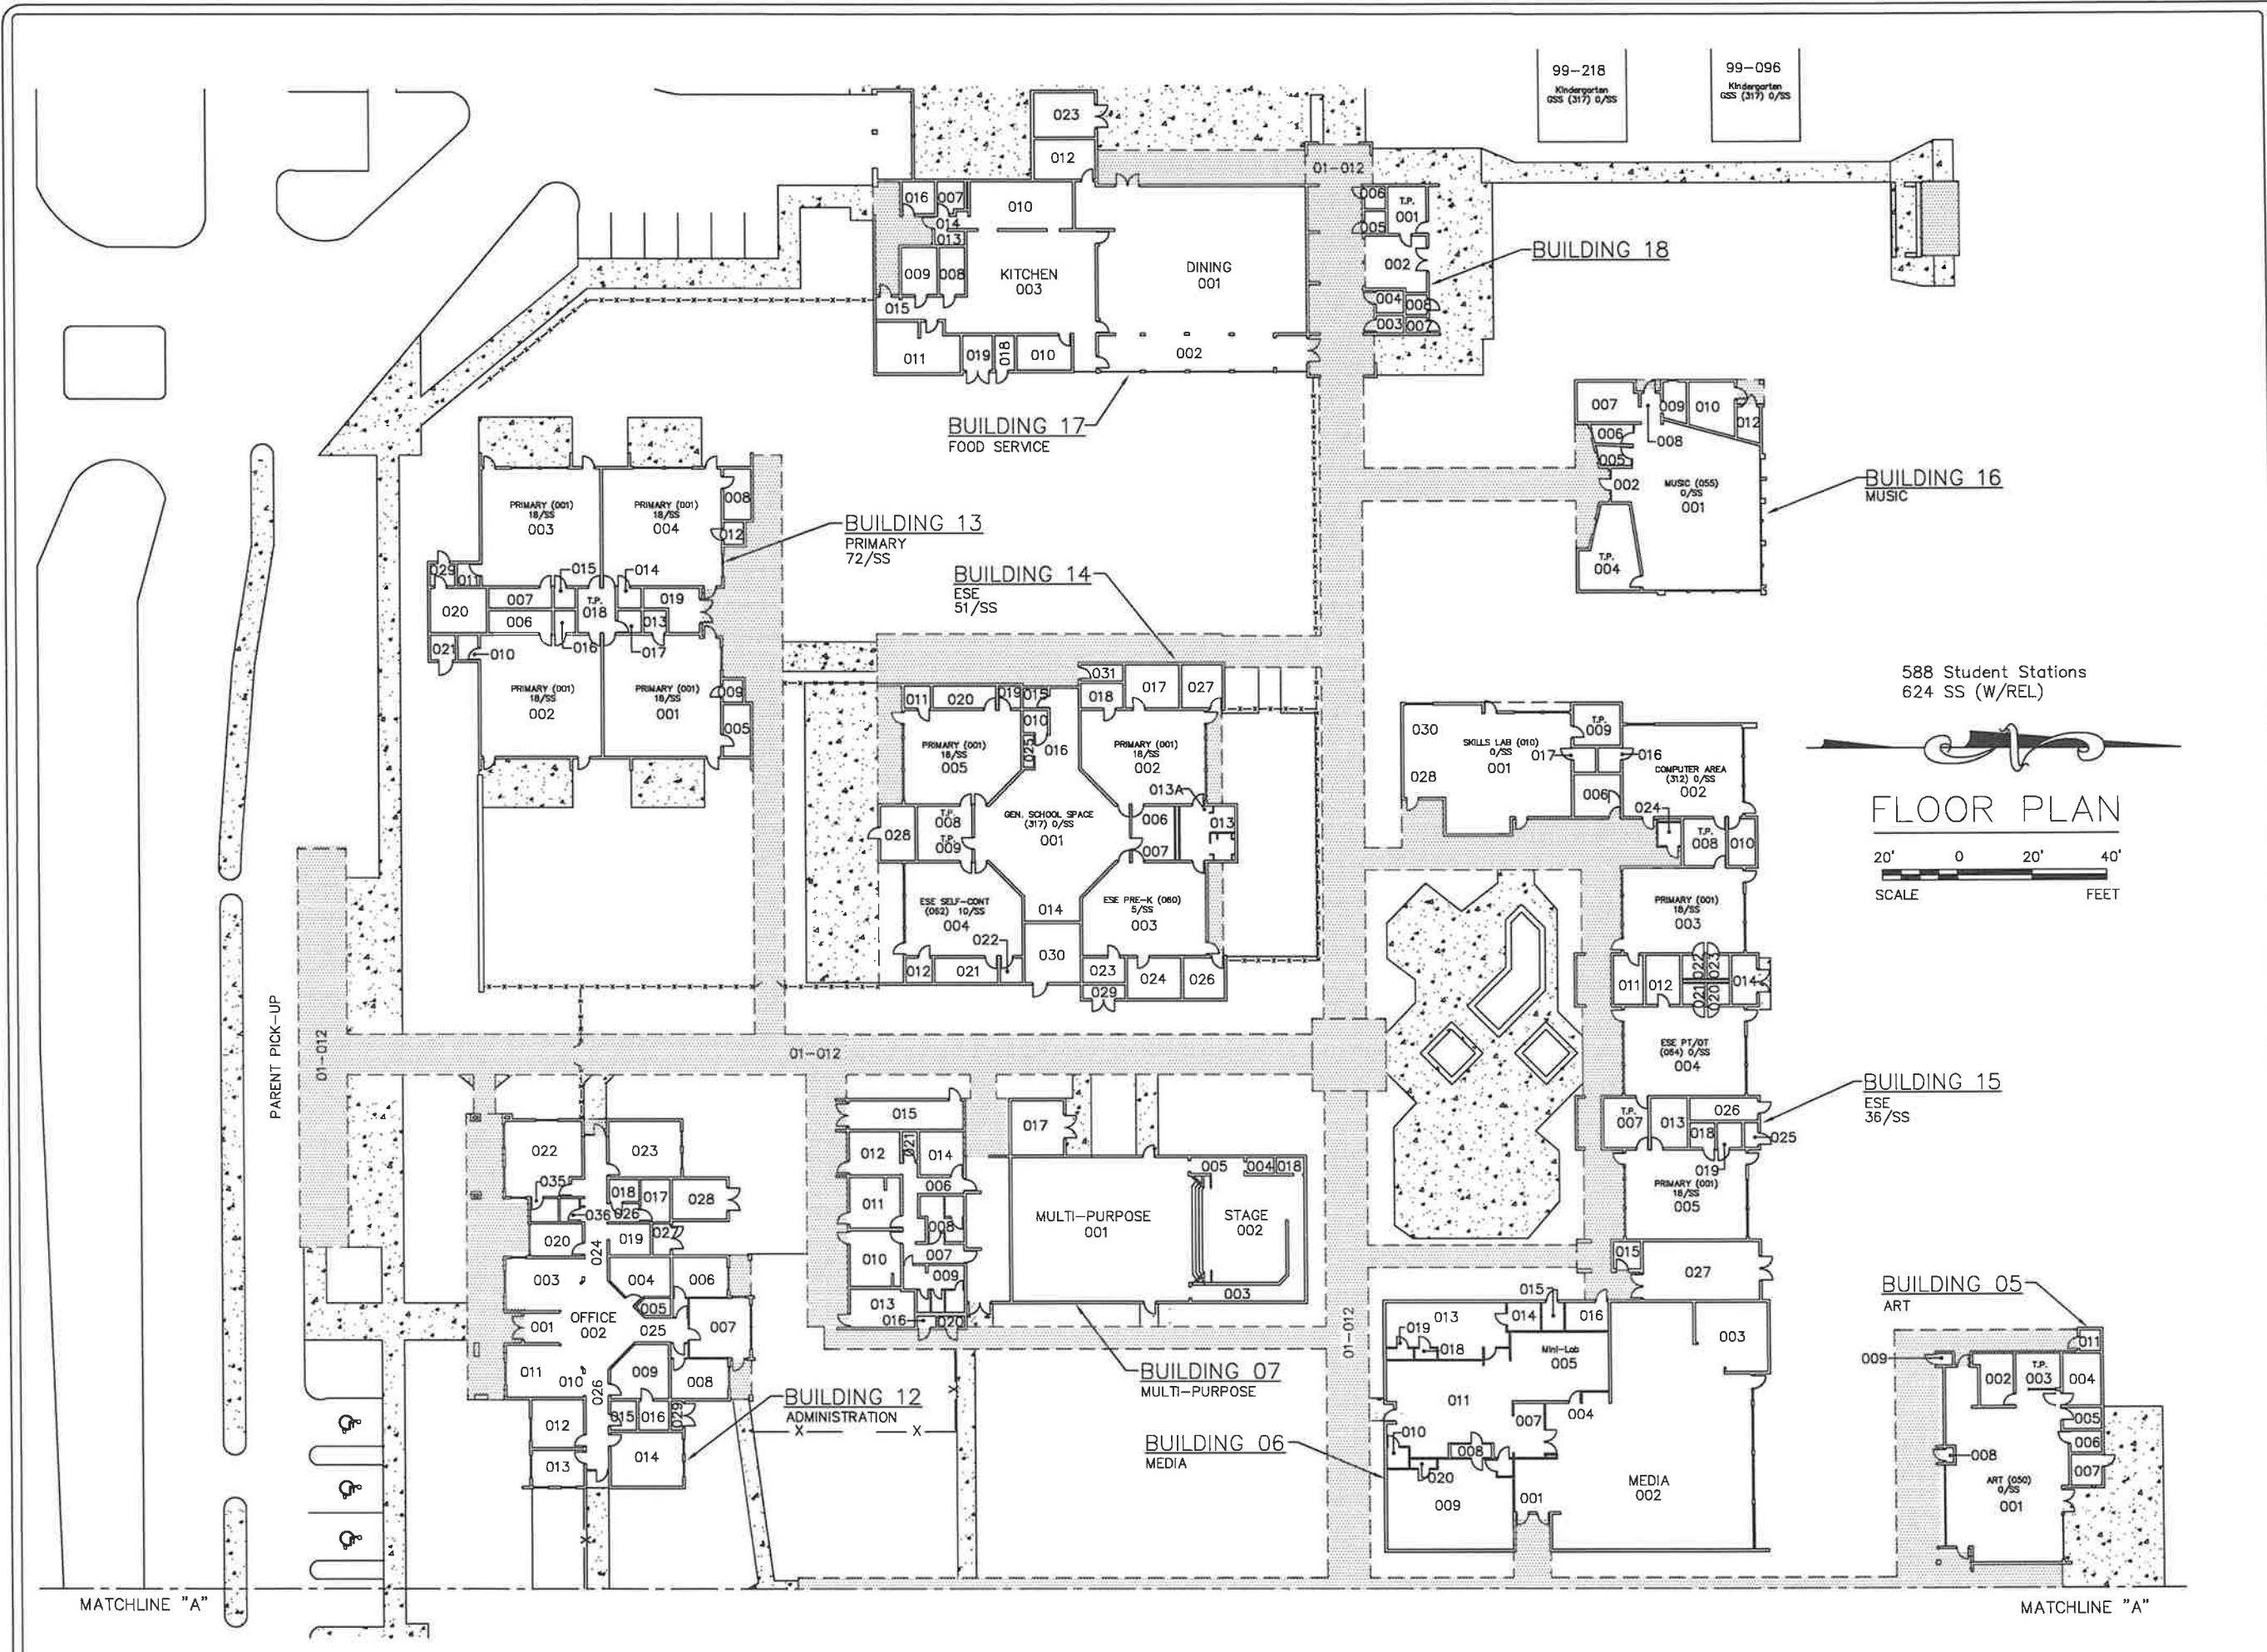 99-218
Kindergarten
GSS (317) 0/SS
99-096
Kindergarten
GSS (317) 0/SS
023
012
01-012
016
007
010
014
013
009
008
KITCHEN
003
DINING
001
015
011
019
018
010
002
BUILDING 17
FOOD SERVICE
006
T.P.
001
005
002
004
008
003
007
BUILDING 18
007
009
010
012
006
008
005
002
MUSIC (055)
0/SS
001
T.P.
004
BUILDING 16
MUSIC
PRIMARY (001)
18/SS
003
PRIMARY (001)
18/SS
004
008
012
029
011
015
014
020
007
T.P.
018
019
006
013
021
010
016
017
PRIMARY (001)
18/SS
002
PRIMARY (001)
18/SS
001
009
005
BUILDING 13
PRIMARY
72/SS
BUILDING 14
ESE
51/SS
031
011
020
019
015
018
017
027
010
025
016
PRIMARY (001)
18/SS
005
PRIMARY (001)
18/SS
002
013A
028
T.P.
008
T.P.
009
GEN. SCHOOL SPACE
(317) 0/SS
001
006
007
013
ESE SELF-CONT
(062) 10/SS
004
014
ESE PRE-K (060)
5/SS
003
022
030
012
021
023
024
026
029
588 Student Stations
624 SS (W/REL)
FLOOR PLAN
20'
0
20'
40'
SCALE
FEET
030
SKILLS LAB (010)
0/SS
001
028
T.P.
009
017
016
COMPUTER AREA
(312) 0/SS
002
006
024
T.P.
008
010
PRIMARY (001)
18/SS
003
011
012
022
023
021
020
014
ESE PT/OT
(064) 0/SS
004
T.P.
007
013
026
018
019
025
PRIMARY (001)
18/SS
005
015
027
BUILDING 15
ESE
36/SS
PARENT PICK-UP
01-012
01-012
01-012
022
023
035
018
017
028
036
026
020
024
019
027
003
004
006
005
001
OFFICE
002
025
007
011
010
026
009
008
012
015
016
029
013
014
BUILDING 12
ADMINISTRATION
015
017
012
021
014
011
006
008
010
007
009
013
016
020
005
004
018
MULTI-PURPOSE
001
STAGE
002
003
BUILDING 07
MULTI-PURPOSE
013
015
014
016
003
019
018
Mini-Lab
005
011
004
007
010
008
020
009
001
MEDIA
002
BUILDING 06
MEDIA
BUILDING 05
ART
011
009
002
T.P.
003
004
005
006
008
007
ART (050)
0/SS
001
X
X
X
X
MATCHLINE "A"
MATCHLINE "A"